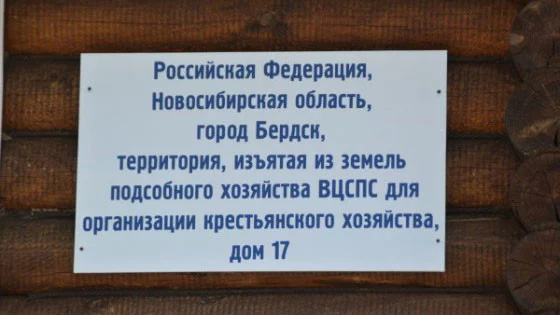 Российская Федерация,
Новосибирская область,
город Бердск,
территория, изъятая из земель
подсобного хозяйства ВЦСПС для
организации крестьянского хозяйства,
дом 17